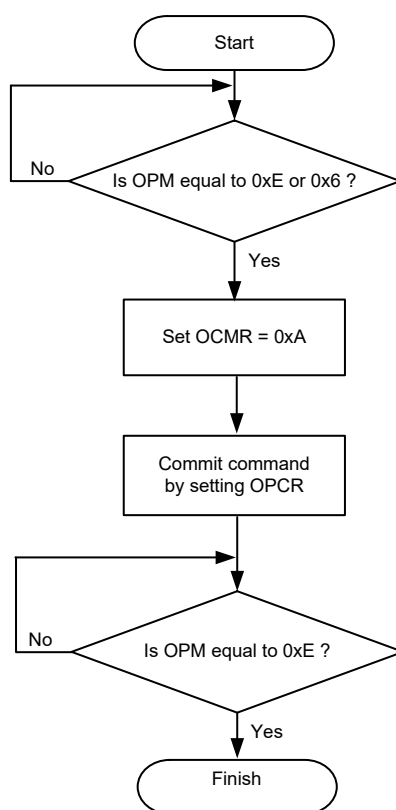 Start
No
Is OPM equal to 0xE or 0x6 ?
Yes
Set OCMR = 0xA
Commit command
by setting OPCR
No
Is OPM equal to 0xE ?
Yes
Finish